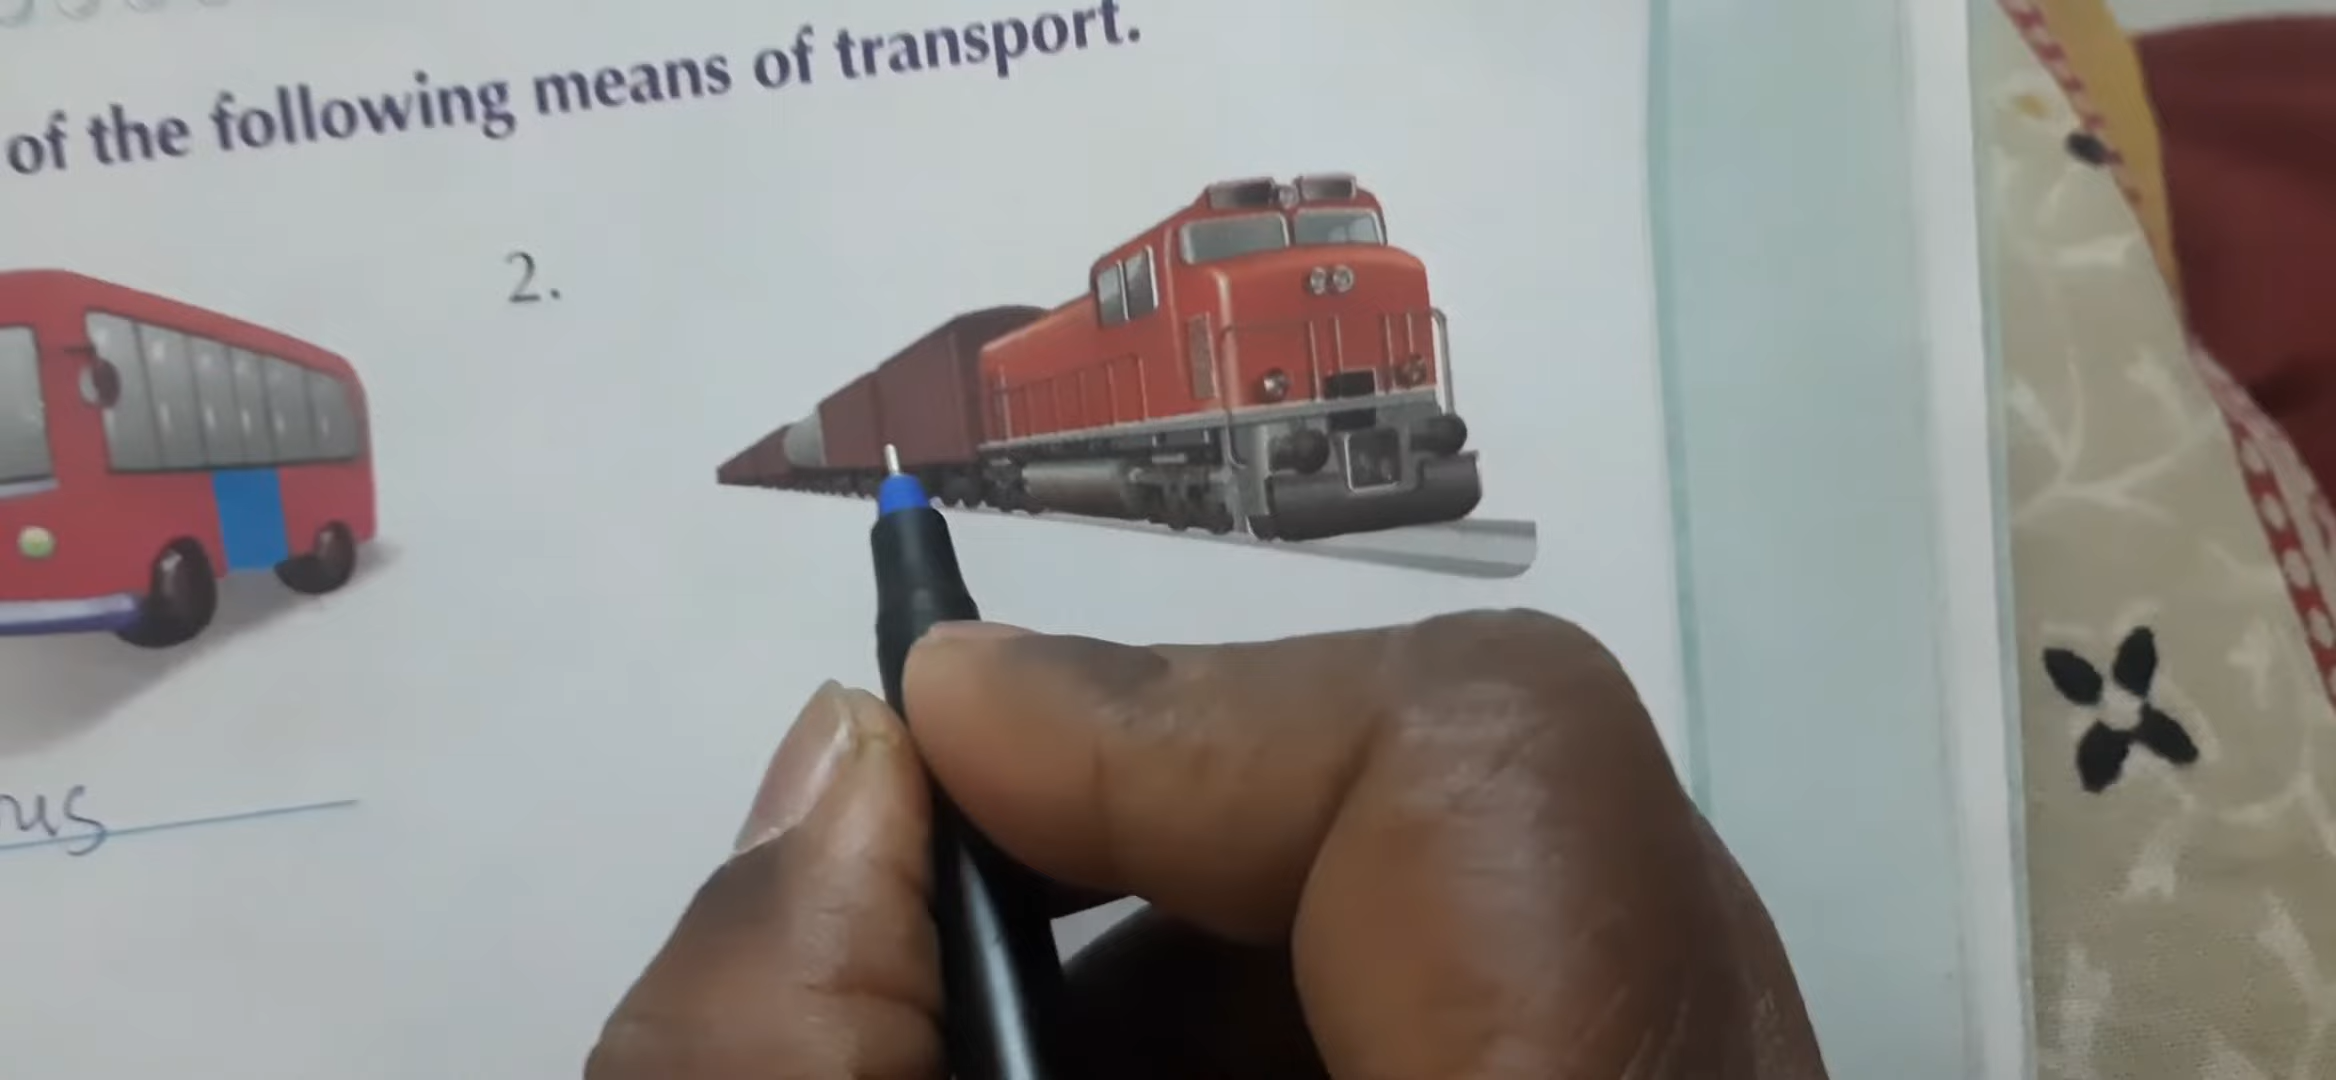 of the following means of transport.
2.
us